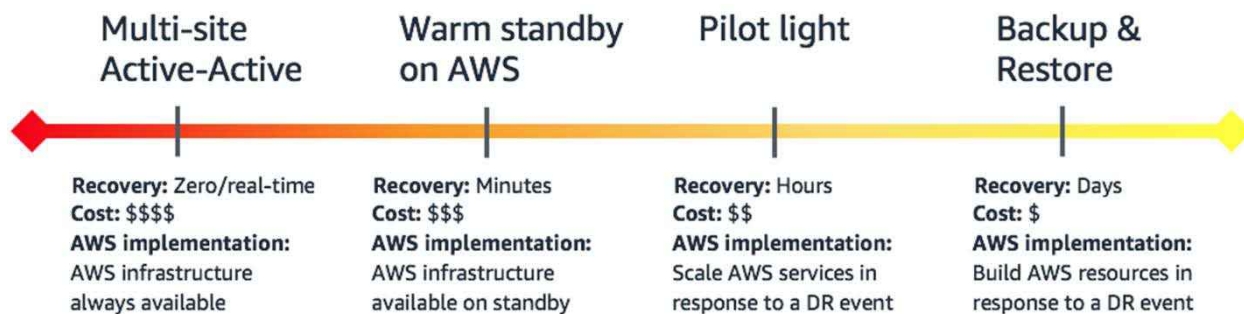 Multi-site
Active-Active
Recovery: Zero/real-time
Cost: $$$$
AWS implementation:
AWS infrastructure
always available
Warm standby
on AWS
Recovery: Minutes
Cost: $$$
AWS implementation:
AWS infrastructure
available on standby
Pilot light
Recovery: Hours
Cost: $$
AWS implementation:
Scale AWS services in
response to a DR event
Backup &
Restore
Recovery: Days
Cost: $
AWS implementation:
Build AWS resources in
response to a DR event